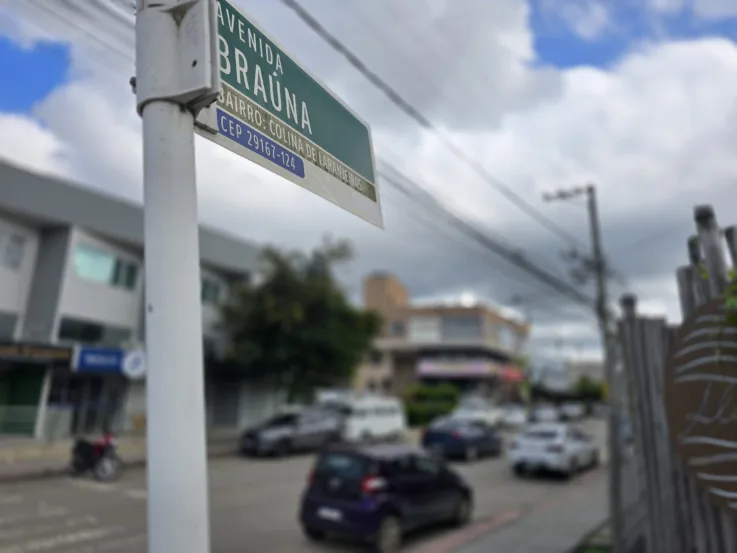 AVENIDA
BRAÚNA
BAIRRO: COLINA DE LARANJEIRAS
CEP 29167-124